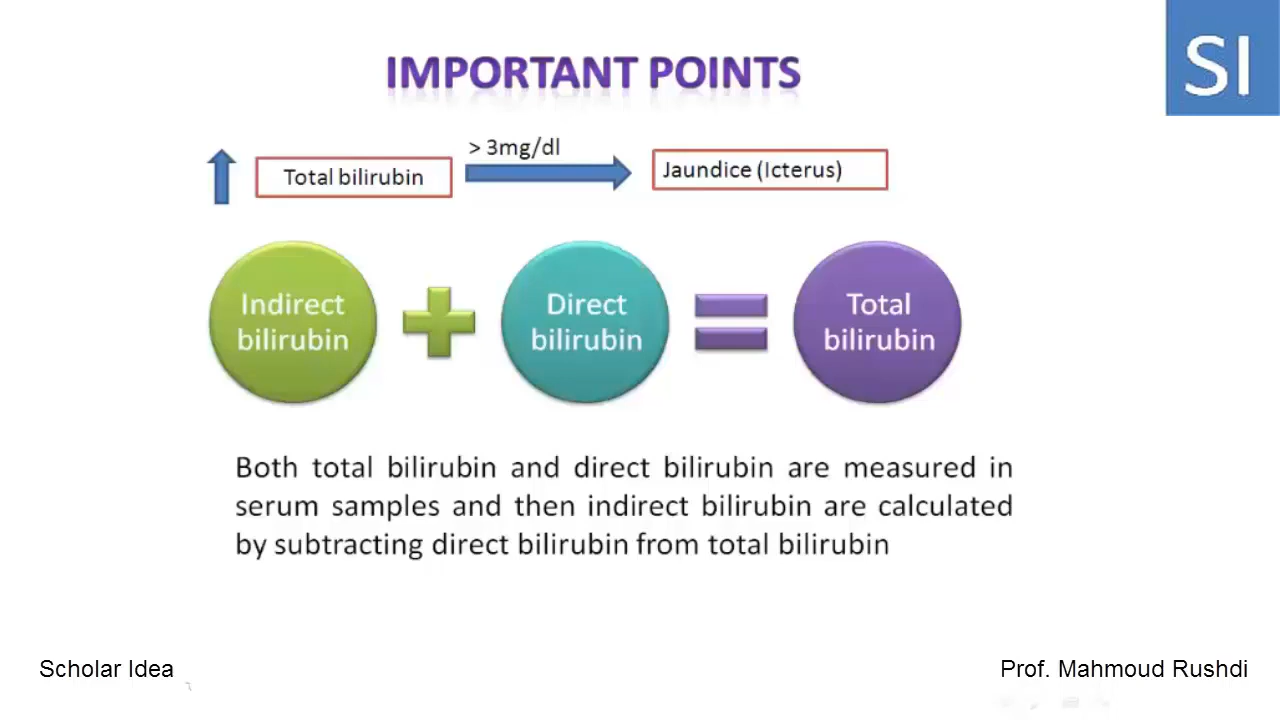 SI
IMPORTANT POINTS
> 3mg/dl
Total bilirubin
Jaundice (Icterus)
Indirect
bilirubin
Direct
bilirubin
Total
bilirubin
Both total bilirubin and direct bilirubin are measured in
serum samples and then indirect bilirubin are calculated
by subtracting direct bilirubin from total bilirubin
Scholar Idea
Prof. Mahmoud Rushdi